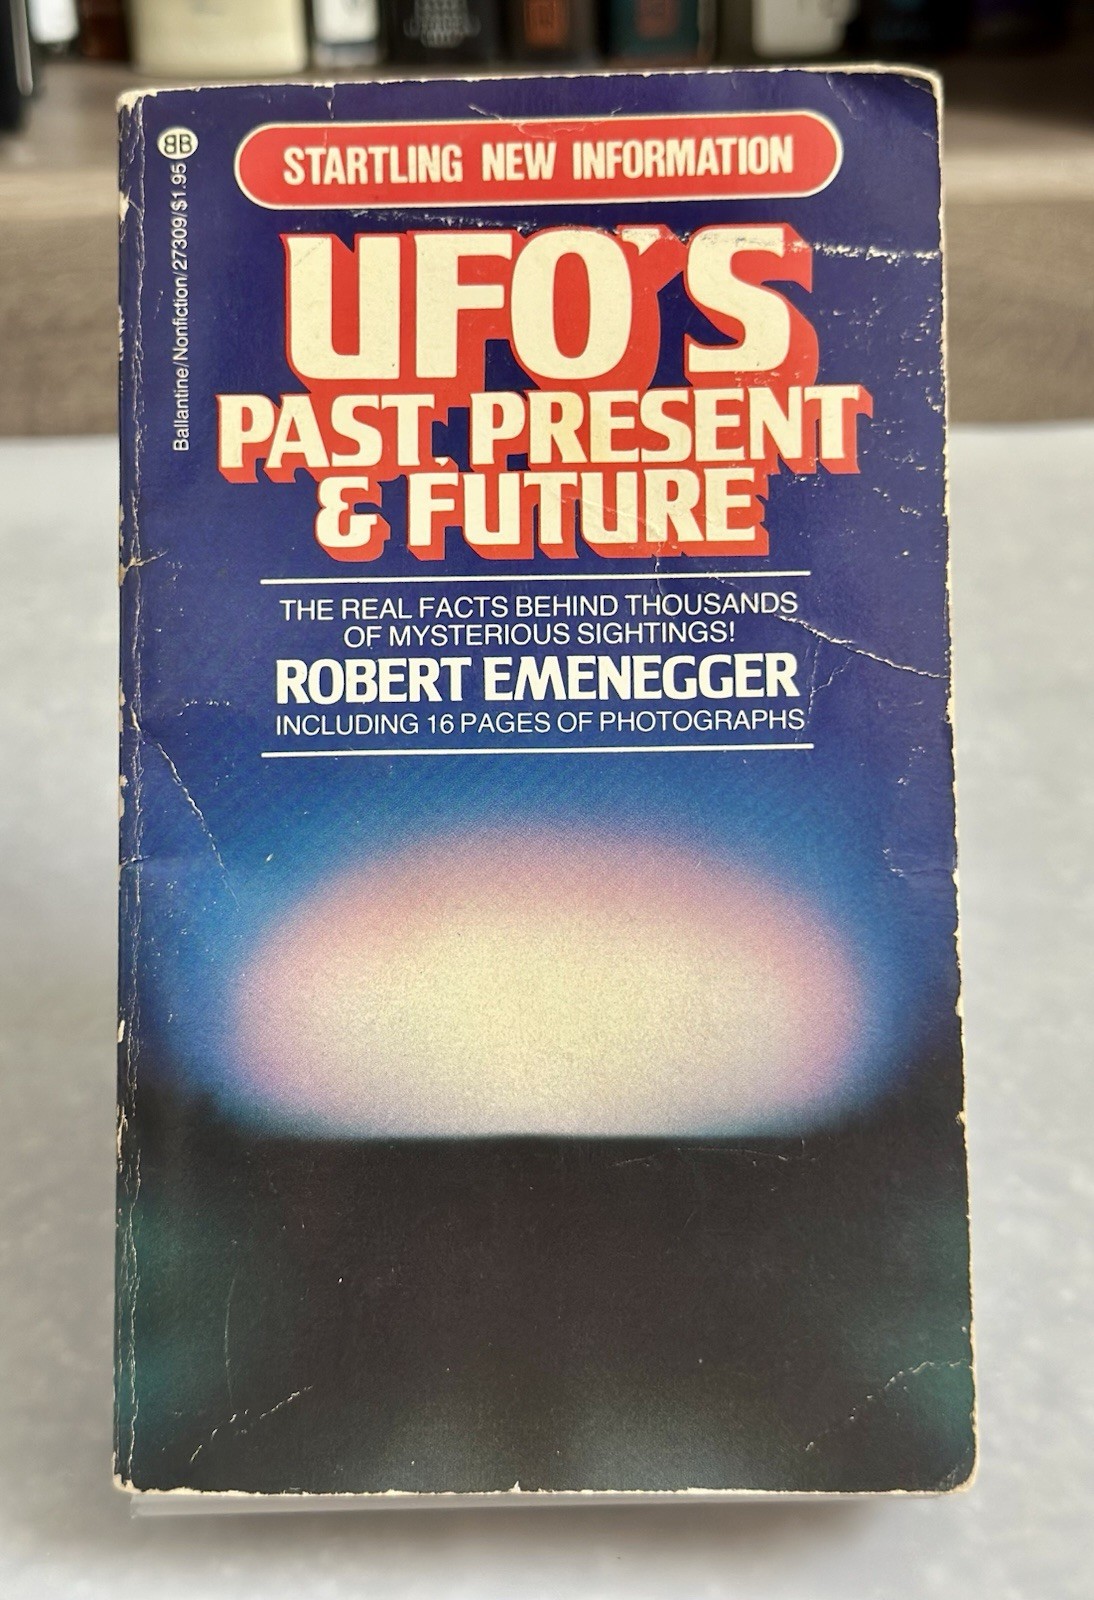 BB
Ballantine/Nonfiction/27309/$1.95
STARTLING NEW INFORMATION
UFO'S
PAST, PRESENT
& FUTURE
THE REAL FACTS BEHIND THOUSANDS
OF MYSTERIOUS SIGHTINGS!
ROBERT EMENEGGER
INCLUDING 16 PAGES OF PHOTOGRAPHS